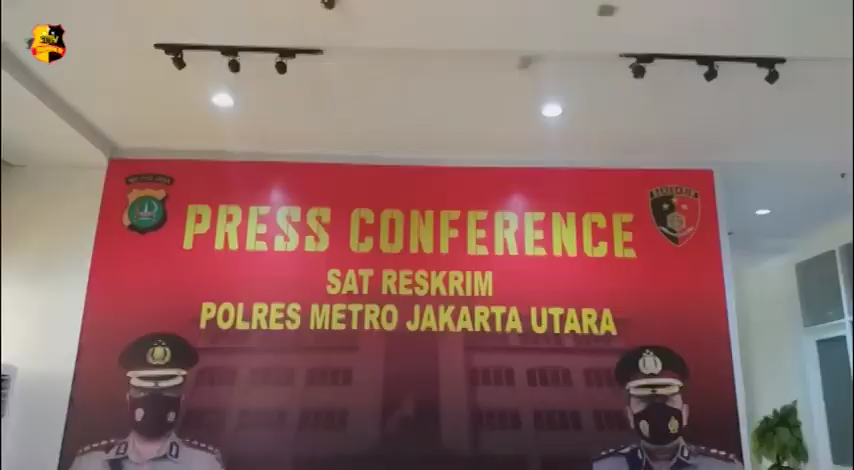 PRESS CONFERENCE
SAT RESKRIM
POLRES METRO JAKARTA UTARA